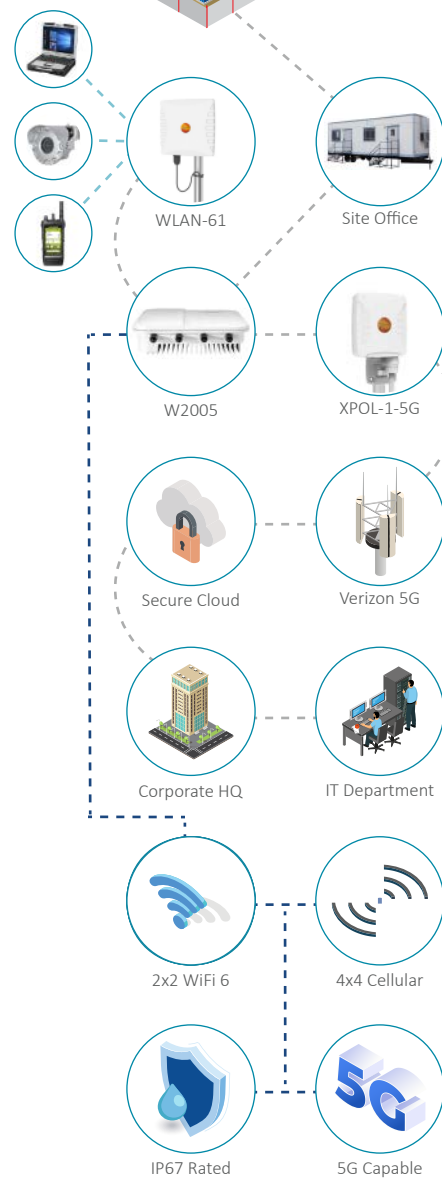 WLAN-61
Site Office
W2005
XPOL-1-5G
Secure Cloud
Verizon 5G
Corporate HQ
IT Department
2x2 WiFi 6
4x4 Cellular
5G
IP67 Rated
5G Capable